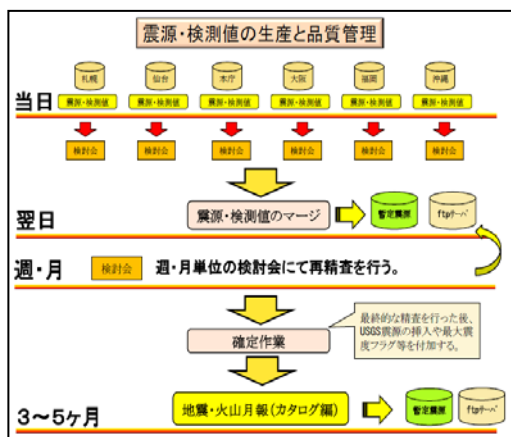 震源・検測値の生産と品質管理
札幌 仙台 本庁 大阪 福岡 沖縄
当日 震源・検測値 震源・検測値 震源・検測値 震源・検測値 震源・検測値 震源・検測値
検討会 検討会 検討会 検討会 検討会 検討会
震源・検測値のマージ 暫定震源 ftpサーバ
翌日
週・月 検討会 週・月単位の検討会にて再精査を行う。
最終的な精査を行った後、
USGS震源の挿入や最大震
度フラグ等を付加する。
確定作業
地震・火山月報(カタログ編) 暫定震源 ftpサーバ
3~5ヶ月